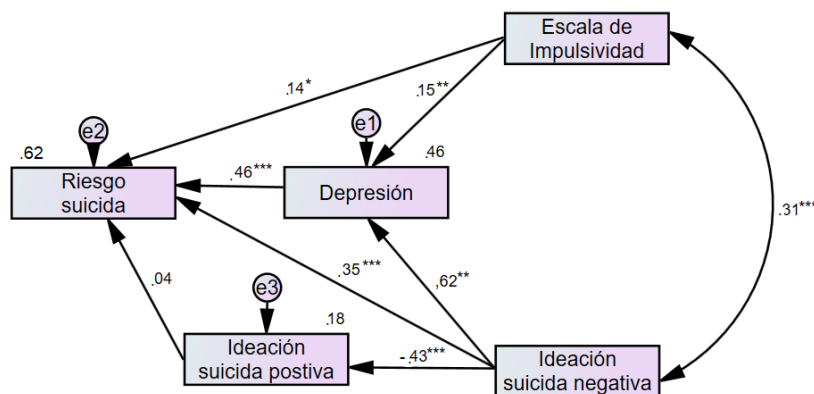 Escala de
Impulsividad
.14*
.15**
e2
e1
.62
.46
Riesgo
suicida
.46***
Depresión
.31***
.35***
,62**
.04
e3
.18
Ideación
suicida postiva
-.43***
Ideación
suicida negativa